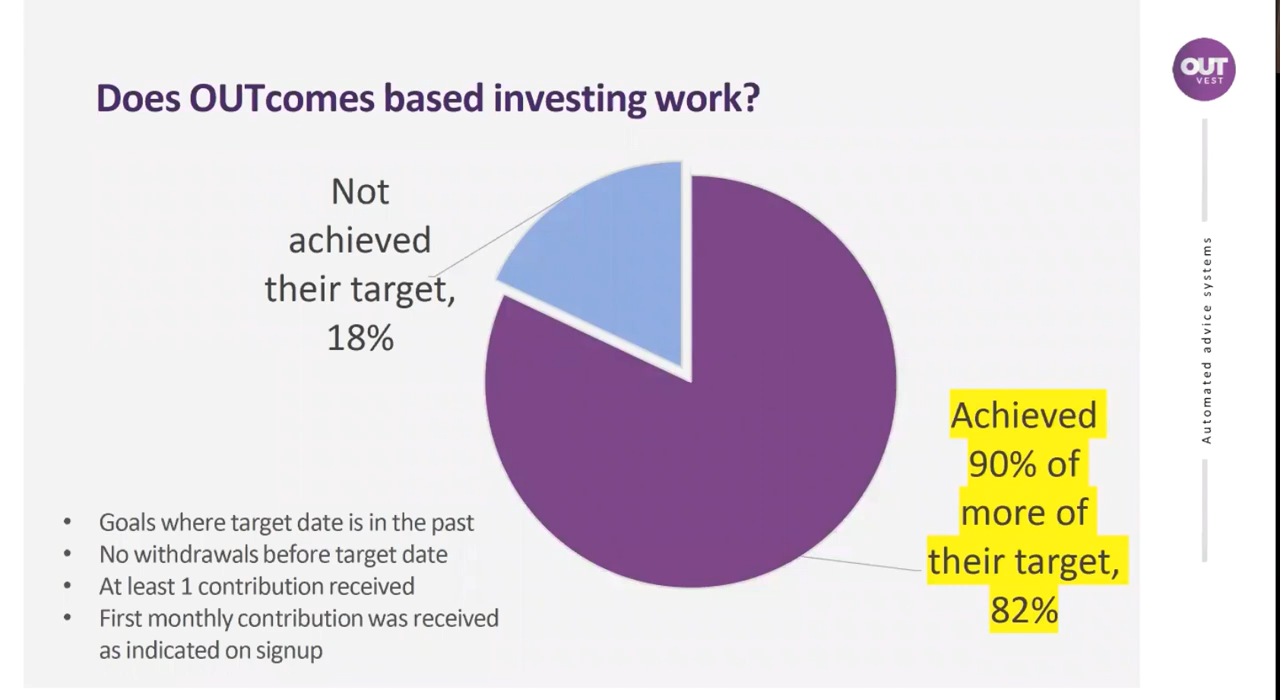 Does OUTcomes based investing work?
Not
achieved
their target,
18%
Achieved
90% of
more of
their target,
82%
• Goals where target date is in the past
• No withdrawals before target date
• At least 1 contribution received
• First monthly contribution was received
as indicated on signup
OUT
VEST
Automated advice systems